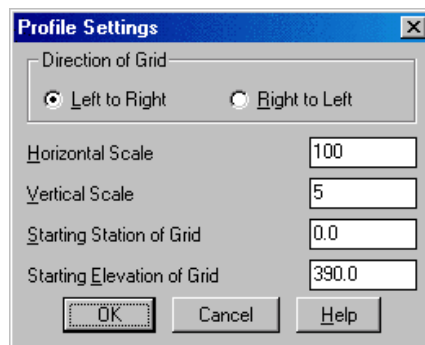 Profile Settings
Direction of Grid
Left to Right Right to Left
Horizontal Scale 100
Vertical Scale 5
Starting Station of Grid 0.0
Starting Elevation of Grid 390.0
OK Cancel Help